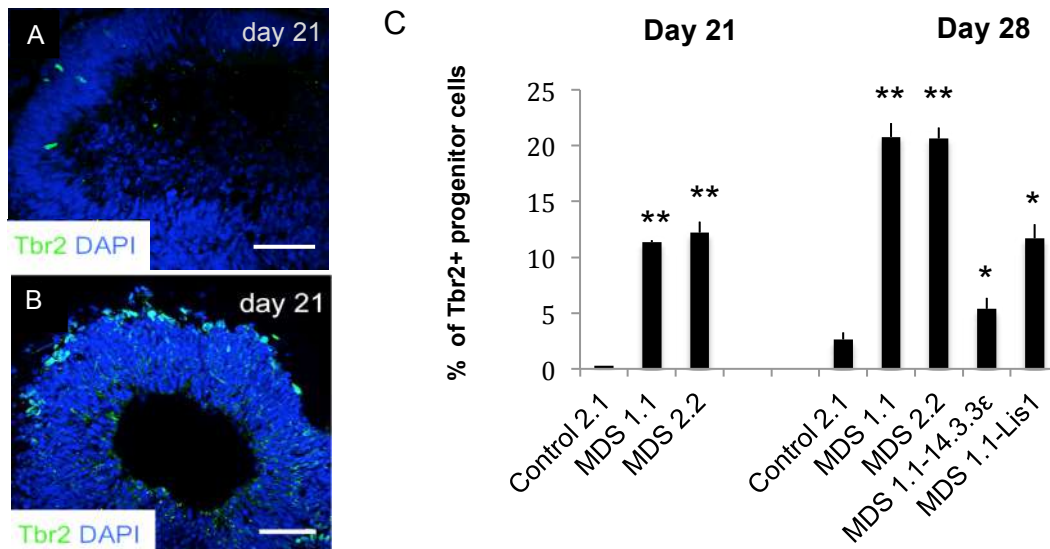 A
day 21
Tbr2 DAPI
B
day 21
Tbr2 DAPI
C
Day 21
Day 28
% of Tbr2+ progenitor cells
25
20
15
10
5
0
**
**
**
**
*
*
Control 2.1
MDS 1.1
MDS 2.2
Control 2.1
MDS 1.1
MDS 2.2
MDS 1.1-14.3.3ε
MDS 1.1-Lis1